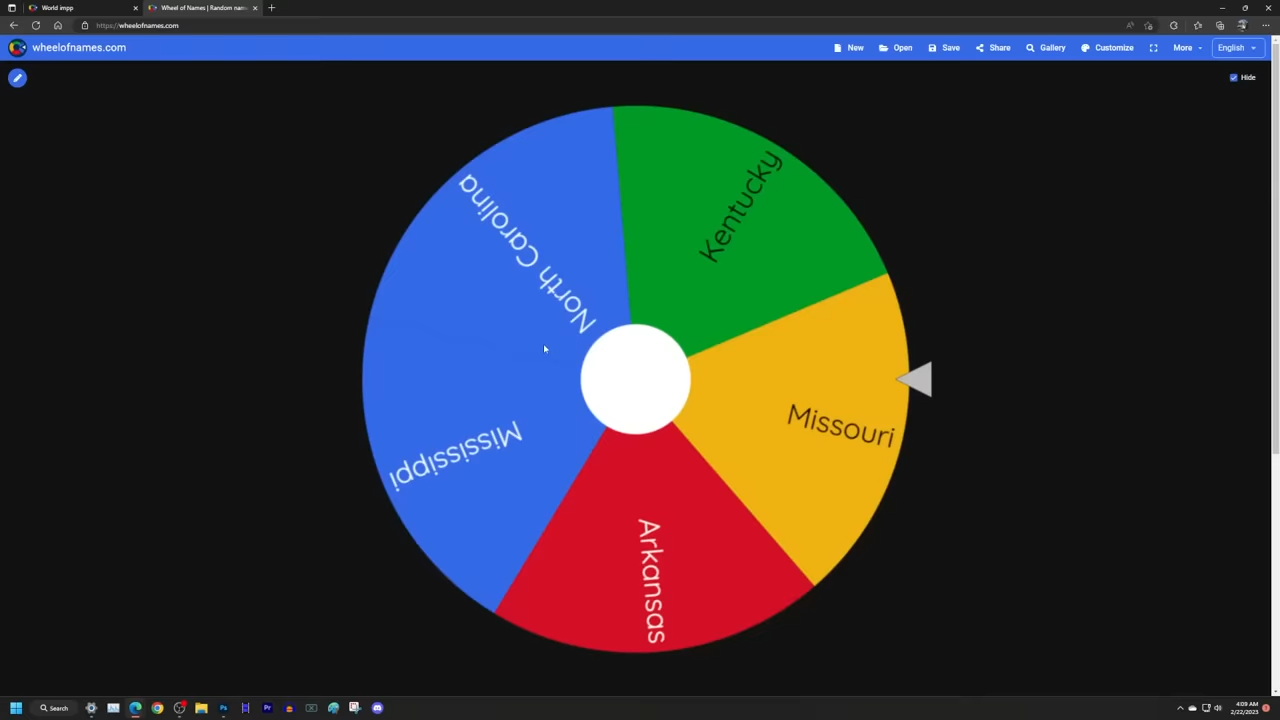 World impp
Wheel of Names | Random nam
https://wheelofnames.com
wheelofnames.com
New
Open
Save
Share
Gallery
Customize
More
English
Hide
North Carolina
Kentucky
Missouri
Mississippi
Arkansas
Search
4:09 AM
2/22/2023